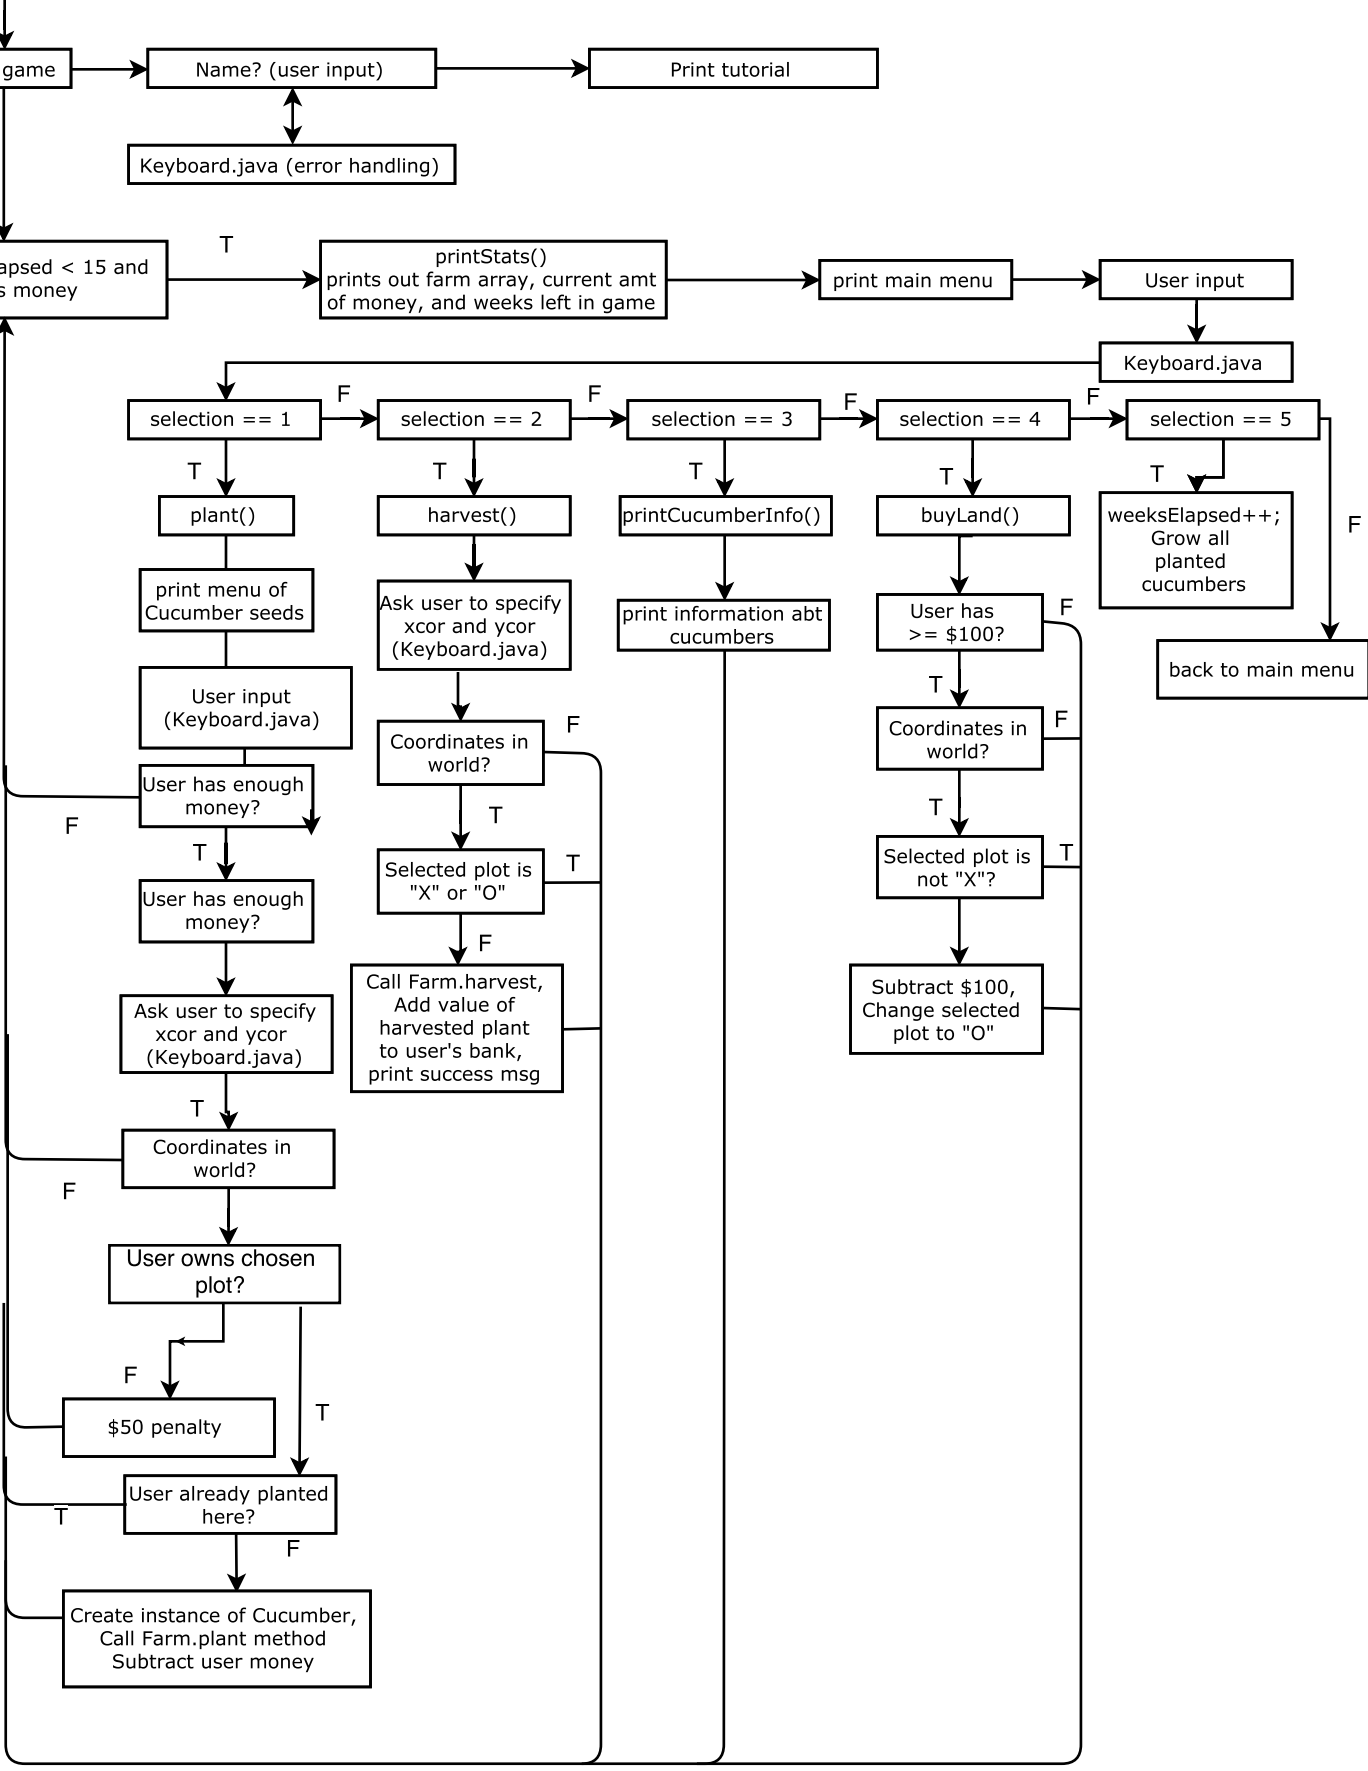 game
Name? (user input)
Print tutorial
Keyboard.java (error handling)
T
apsed < 15 and
s money
printStats()
prints out farm array, current amt
of money, and weeks left in game
print main menu
User input
Keyboard.java
selection == 1
F
selection == 2
F
selection == 3
F
selection == 4
F
selection == 5
T
T
T
T
T
F
plant()
harvest()
printCucumberInfo()
buyLand()
weeksElapsed++;
Grow all
planted
cucumbers
print menu of
Cucumber seeds
Ask user to specify
xcor and ycor
(Keyboard.java)
print information abt
cucumbers
User has
>= $100?
F
back to main menu
User input
(Keyboard.java)
T
Coordinates in
world?
F
Coordinates in
world?
F
User has enough
money?
F
T
T
T
User has enough
money?
Selected plot is
"X" or "O"
T
Selected plot is
not "X"?
T
F
Ask user to specify
xcor and ycor
(Keyboard.java)
Call Farm.harvest,
Add value of
harvested plant
to user's bank,
print success msg
Subtract $100,
Change selected
plot to "O"
T
Coordinates in
world?
F
User owns chosen
plot?
F
T
$50 penalty
User already planted
here?
T
F
Create instance of Cucumber,
Call Farm.plant method
Subtract user money